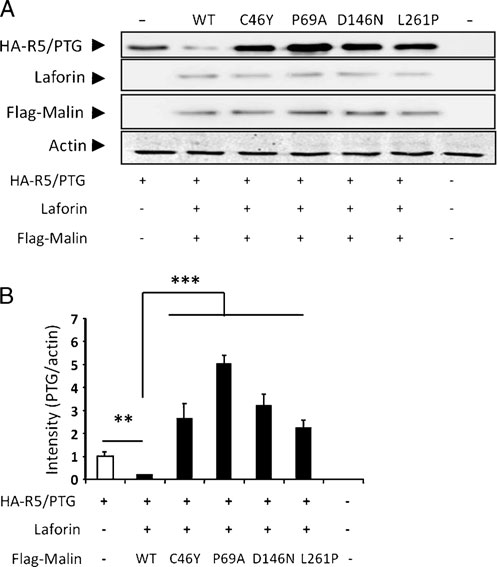 A
– WT C46Y P69A D146N L261P –
HA-R5/PTG
Laforin
Flag-Malin
Actin
HA-R5/PTG + + + + + + -
Laforin - + + + + + -
Flag-Malin - + + + + + -
B
***
**
Intensity (PTG/actin)
7
6
5
4
3
2
1
0
HA-R5/PTG + + + + + + -
Laforin - + + + + + -
Flag-Malin - WT C46Y P69A D146N L261P -